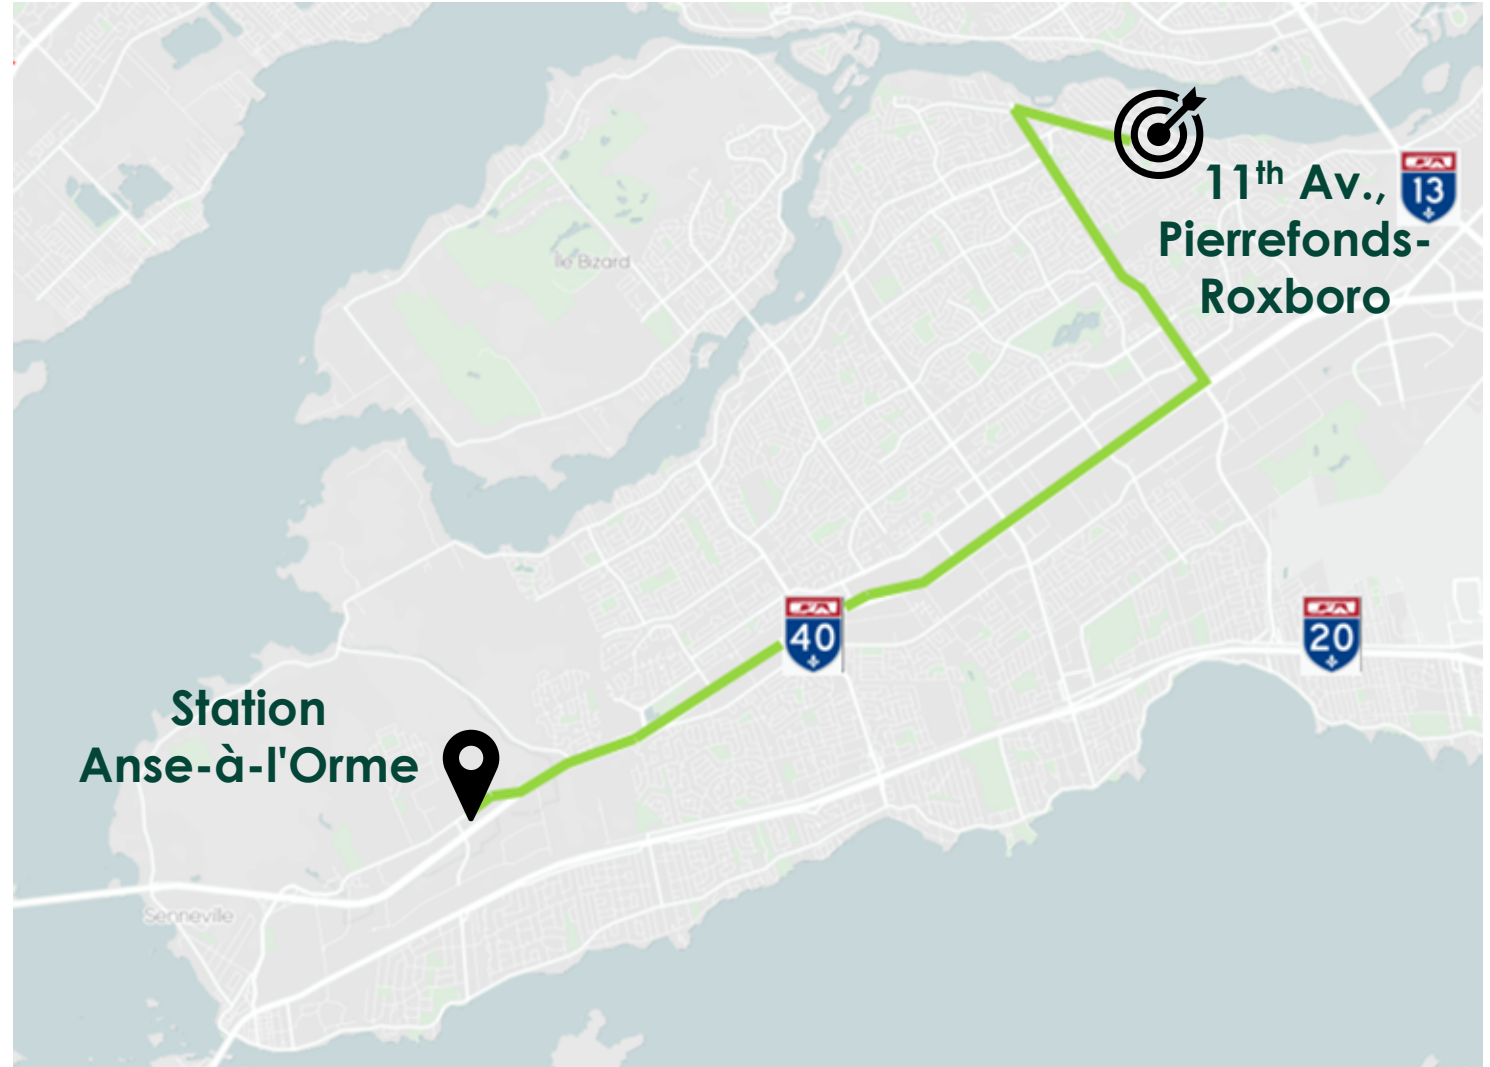 11th Av.,
Pierrefonds-
Roxboro
13
Île Bizard
40
20
Station
Anse-à-l'Orme
Senneville